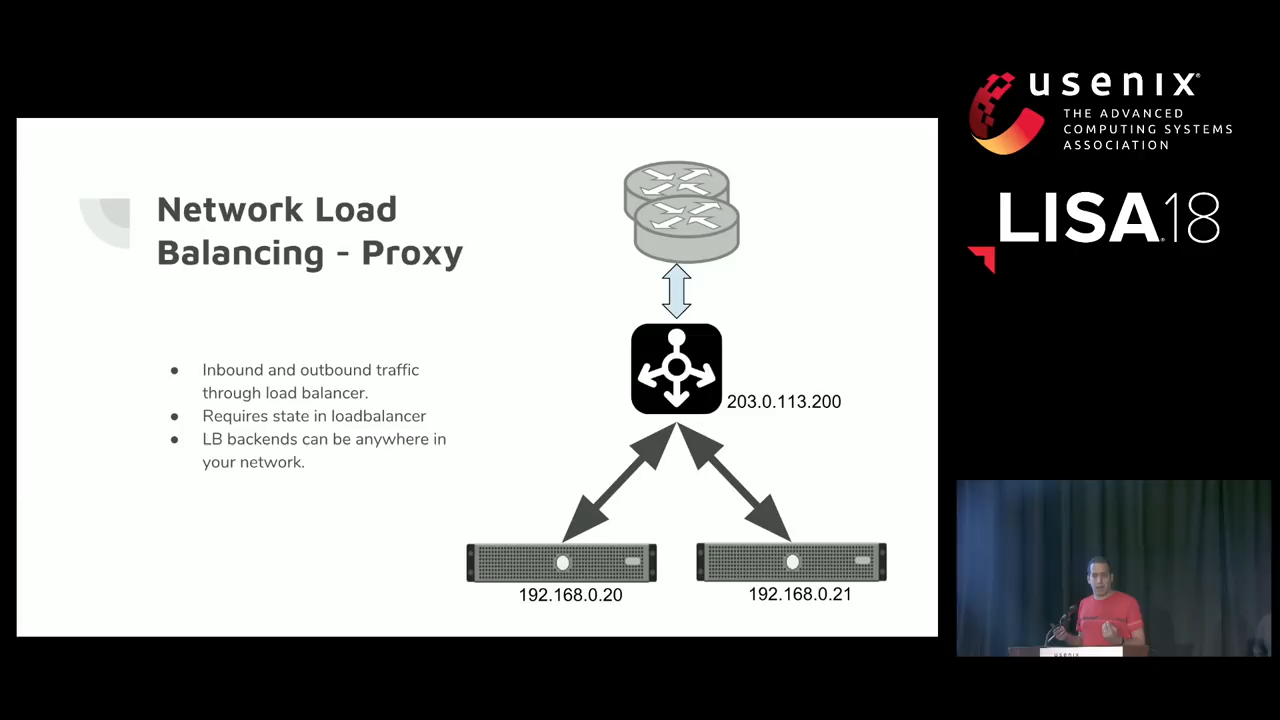 Network Load
Balancing - Proxy
● Inbound and outbound traffic
through load balancer.
● Requires state in loadbalancer
● LB backends can be anywhere in
your network.
203.0.113.200
192.168.0.20
192.168.0.21
usenix®
THE ADVANCED
COMPUTING SYSTEMS
ASSOCIATION
LISA18
usenix